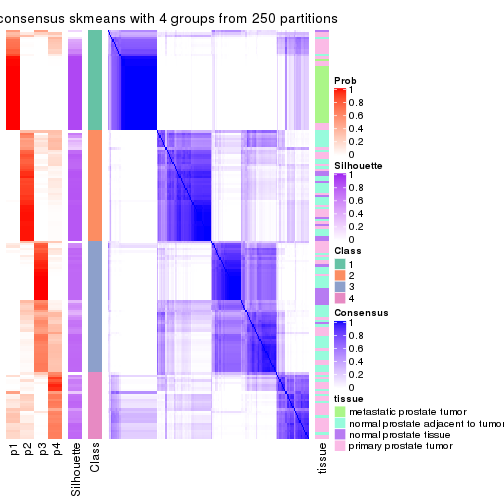 consensus skmeans with 4 groups from 250 partitions
Prob
1
0.8
0.6
0.4
0.2
0
Silhouette
1
0.8
0.6
0.4
0.2
0
Class
1
2
3
4
Consensus
1
0.8
0.6
0.4
0.2
0
tissue
metastatic prostate tumor
normal prostate adjacent to tumor
normal prostate tissue
primary prostate tumor
p1
p2
p3
p4
Silhouette
Class
tissue